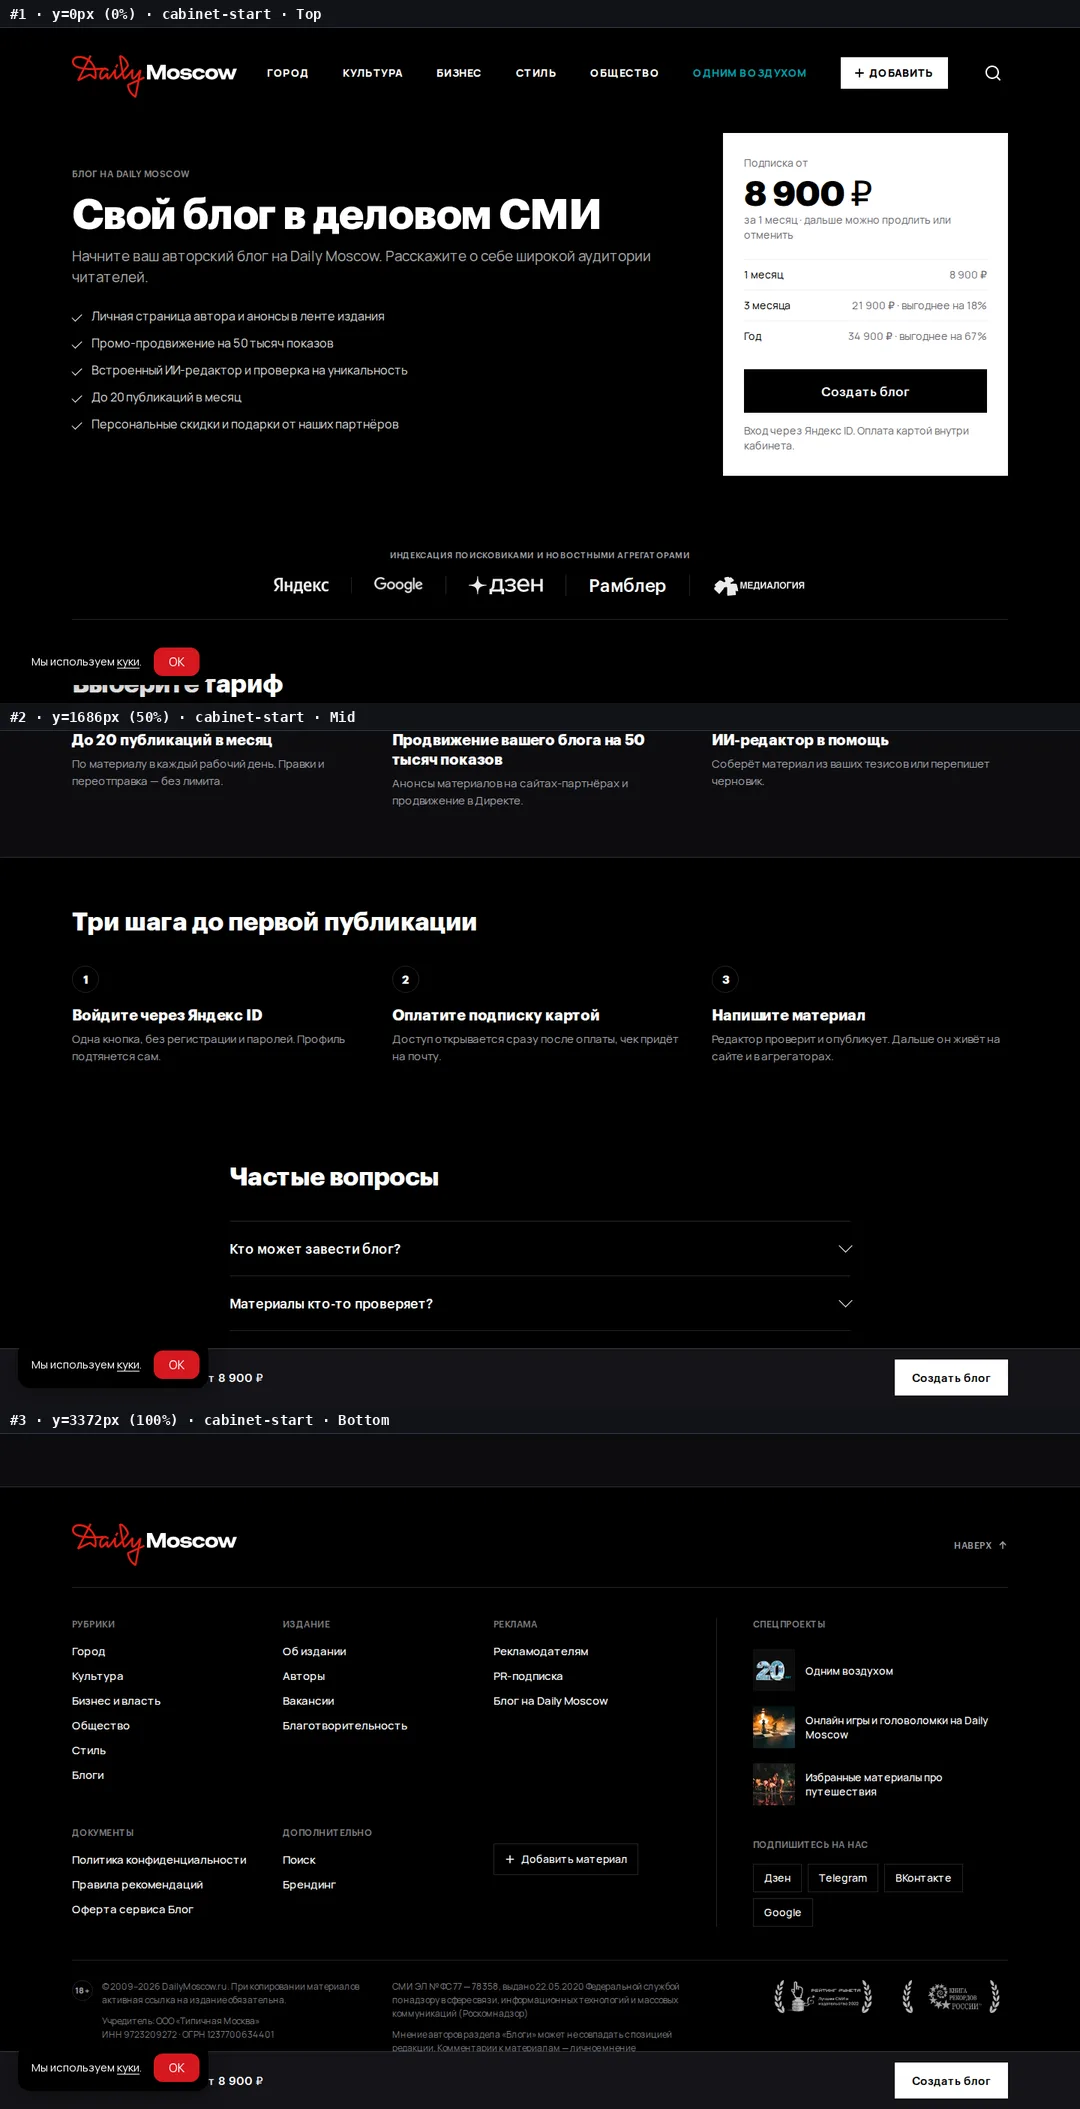 #1 · y=0px (0%) · cabinet-start · Top
Daily Moscow
ГОРОД КУЛЬТУРА БИЗНЕС СТИЛЬ ОБЩЕСТВО ОДНИМ ВОЗДУХОМ + ДОБАВИТЬ
БЛОГ НА DAILY MOSCOW
Свой блог в деловом СМИ
Начните ваш авторский блог на Daily Moscow. Расскажите о себе широкой аудитории
читателей.
Личная страница автора и анонсы в ленте издания
Промо-продвижение на 50 тысяч показов
Встроенный ИИ-редактор и проверка на уникальность
До 20 публикаций в месяц
Персональные скидки и подарки от наших партнёров
Подписка от
8 900 ₽
за 1 месяц · дальше можно продлить или
отменить
1 месяц 8 900 ₽
3 месяца 21 900 ₽ · выгоднее на 18%
Год 34 900 ₽ · выгоднее на 67%
Создать блог
Вход через Яндекс ID. Оплата картой внутри
кабинета.
ИНДЕКСАЦИЯ ПОИСКОВИКАМИ И НОВОСТНЫМИ АГРЕГАТОРАМИ
Яндекс Google ДЗЕН Рамблер МЕДИАЛОГИЯ
Мы используем куки. OK
Выберите тариф
#2 · y=1686px (50%) · cabinet-start · Mid
До 20 публикаций в месяц
По материалу в каждый рабочий день. Правки и
переотправка — без лимита.
Продвижение вашего блога на 50
тысяч показов
Анонсы материалов на сайтах-партнёрах и
продвижение в Директе.
ИИ-редактор в помощь
Соберёт материал из ваших тезисов или перепишет
черновик.
Три шага до первой публикации
1
Войдите через Яндекс ID
Одна кнопка, без регистрации и паролей. Профиль
подтянется сам.
2
Оплатите подписку картой
Доступ открывается сразу после оплаты, чек придёт
на почту.
3
Напишите материал
Редактор проверит и опубликует. Дальше он живёт на
сайте и в агрегаторах.
Частые вопросы
Кто может завести блог?
Материалы кто-то проверяет?
Мы используем куки. OK
т 8 900 ₽
Создать блог
#3 · y=3372px (100%) · cabinet-start · Bottom
Daily Moscow
НАВЕРХ ↑
РУБРИКИ
Город
Культура
Бизнес и власть
Общество
Стиль
Блоги
ИЗДАНИЕ
Об издании
Авторы
Вакансии
Благотворительность
РЕКЛАМА
Рекламодателям
PR-подписка
Блог на Daily Moscow
СПЕЦПРОЕКТЫ
20
Одним воздухом
Онлайн игры и головоломки на Daily
Moscow
Избранные материалы про
путешествия
ДОКУМЕНТЫ
Политика конфиденциальности
Правила рекомендаций
Оферта сервиса Блог
ДОПОЛНИТЕЛЬНО
Поиск
Брендинг
+ Добавить материал
ПОДПИШИТЕСЬ НА НАС
Дзен Telegram ВКонтакте
Google
18+
© 2009–2026 DailyMoscow.ru. При копировании материалов
активная ссылка на издание обязательна.
Учредитель: ООО «Типичная Москва»
ИНН 9723209272 · ОГРН 1237700634401
СМИ ЭЛ № ФС 77 — 78358, выдано 22.05.2020 Федеральной службой
по надзору в сфере связи, информационных технологий и массовых
коммуникаций (Роскомнадзор)
Мнение авторов раздела «Блоги» может не совпадать с позицией
редакции. Комментарии к материалам — личное мнение
РЕЙТИНГ РУНЕТА
КНИГА
РЕКОРДОВ
РОССИИ
Мы используем куки. OK
т 8 900 ₽
Создать блог